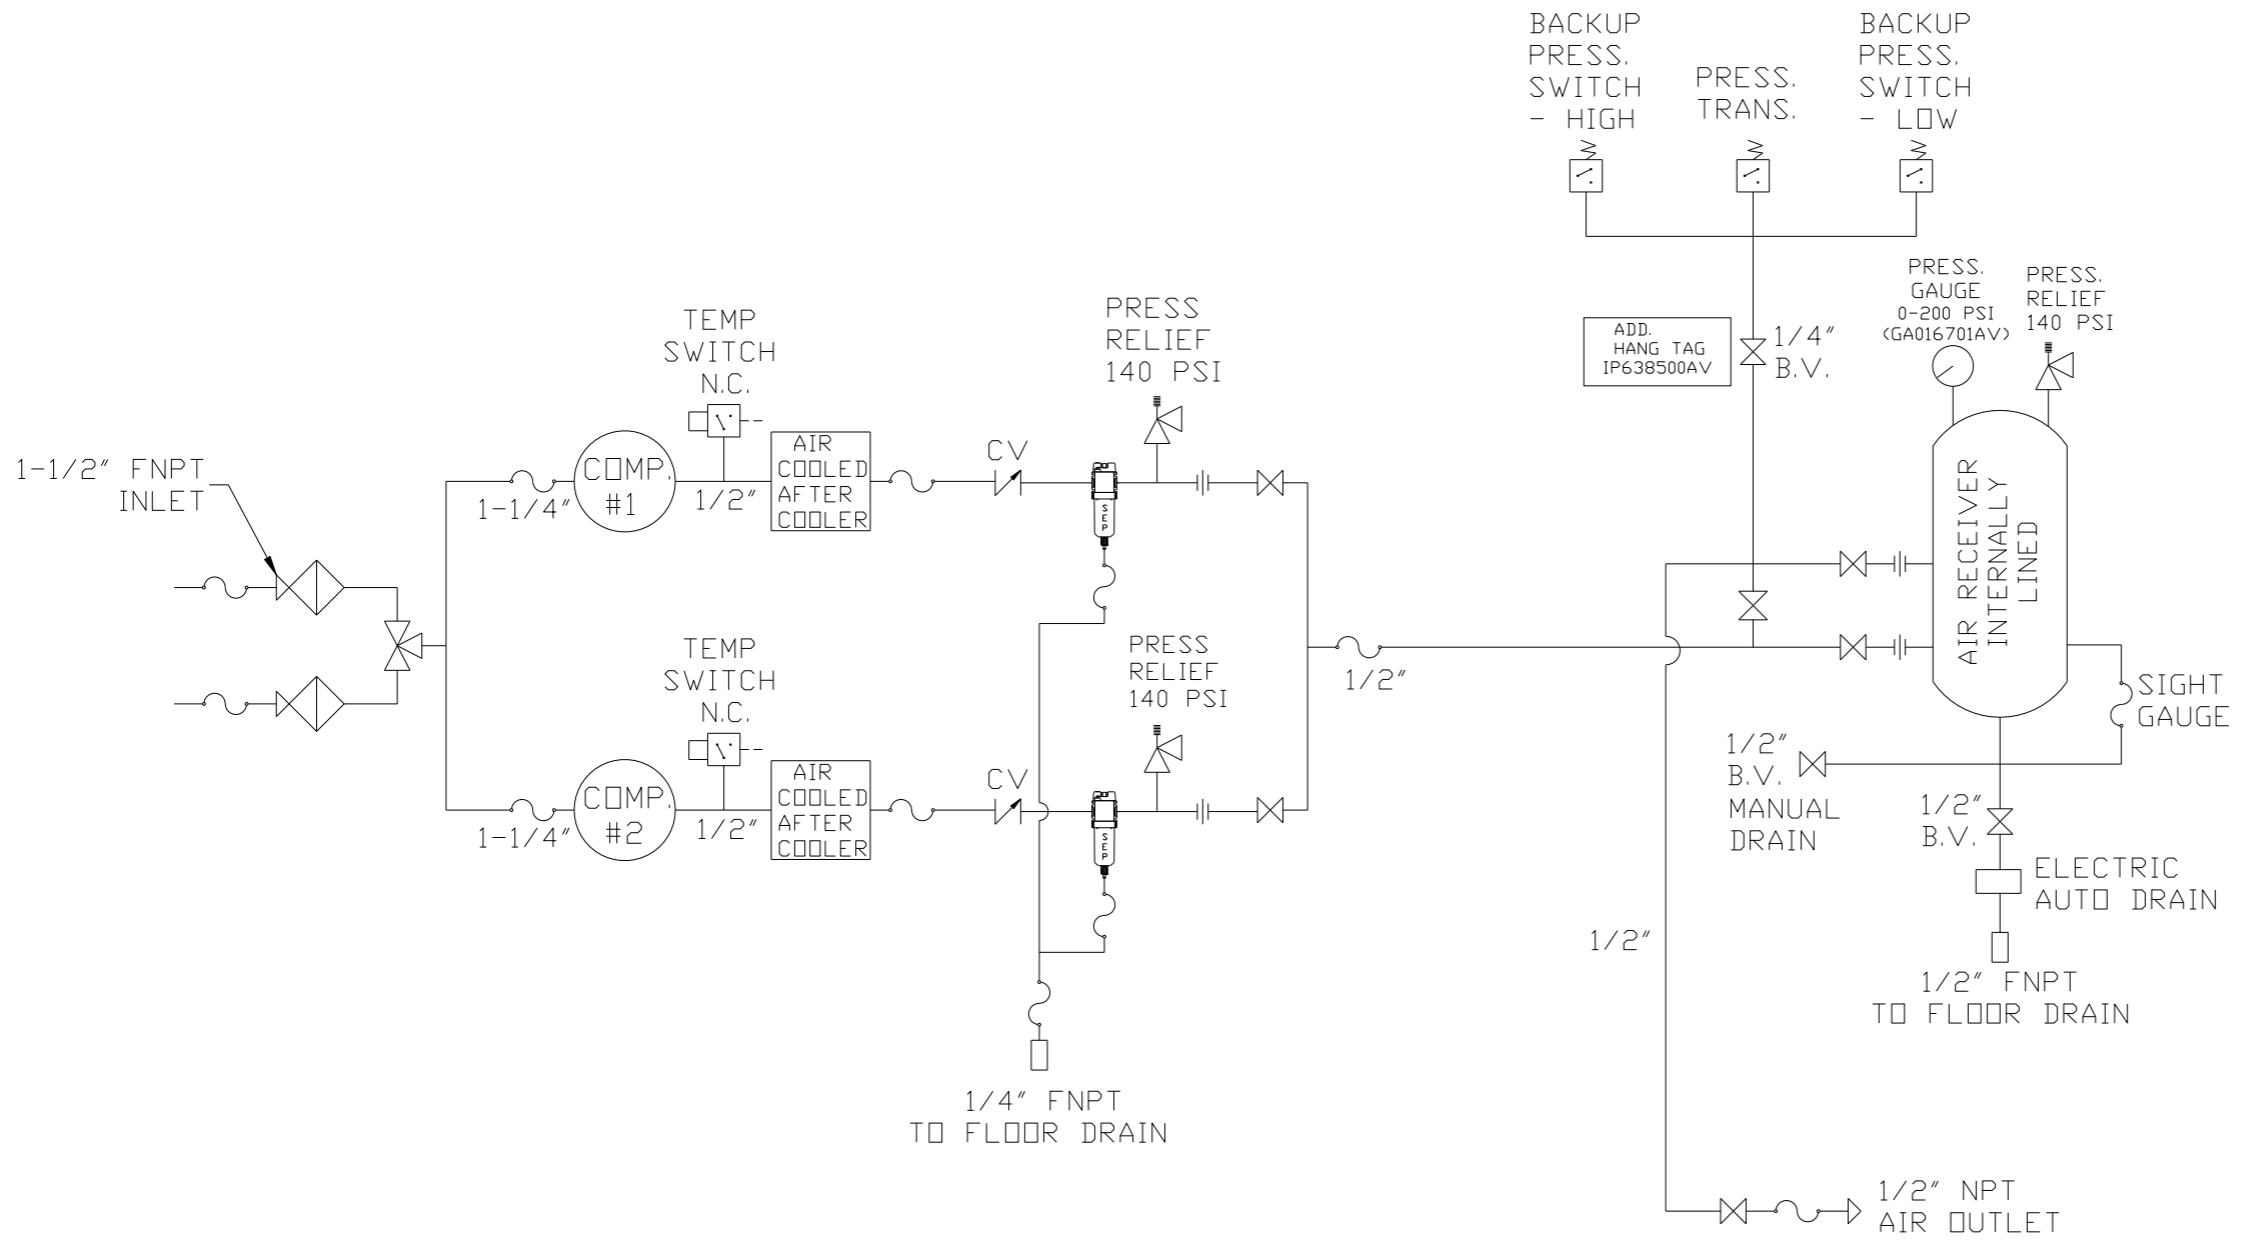 BACKUP
PRESS.
SWITCH
- HIGH
PRESS.
TRANS.
BACKUP
PRESS.
SWITCH
- LOW
PRESS.
GAUGE
0-200 PSI
(GA016701AV)
PRESS.
RELIEF
140 PSI
ADD.
HANG TAG
IP638500AV
1/4"
B.V.
TEMP
SWITCH
N.C.
PRESS
RELIEF
140 PSI
1-1/2" FNPT
INLET
1-1/4"
COMP.
#1
1/2"
AIR
COOLED
AFTER
COOLER
CV
SEP
AIR RECEIVER
INTERNALLY
LINED
TEMP
SWITCH
N.C.
PRESS
RELIEF
140 PSI
1/2"
SIGHT
GAUGE
1-1/4"
COMP.
#2
1/2"
AIR
COOLED
AFTER
COOLER
CV
SEP
1/2"
B.V.
MANUAL
DRAIN
1/2"
B.V.
ELECTRIC
AUTO DRAIN
1/2"
1/2" FNPT
TO FLOOR DRAIN
1/4" FNPT
TO FLOOR DRAIN
1/2" NPT
AIR OUTLET